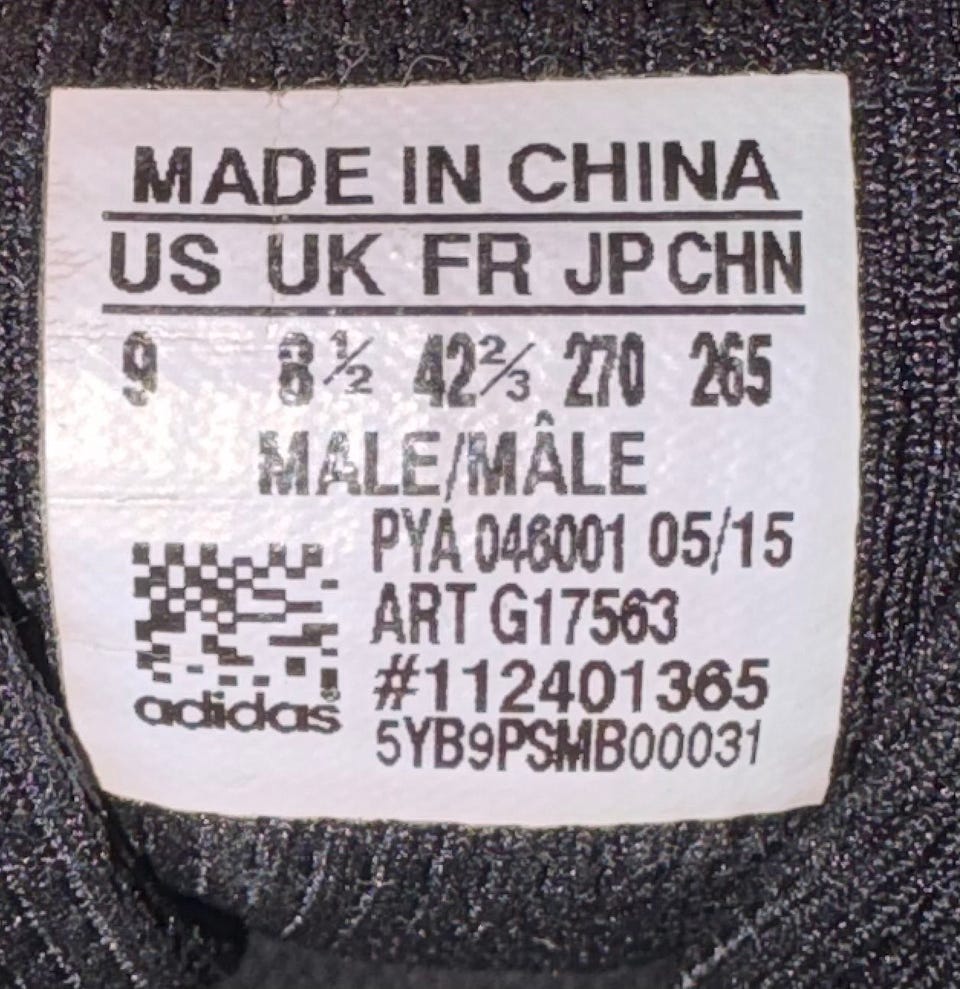 MADE IN CHINA
US UK FR JP CHN
9 8½ 42⅔ 270 265
MALE/MÂLE
PYA 046001 05/15
ART G17563
#112401365
adidas®
5YB9PSMB00031